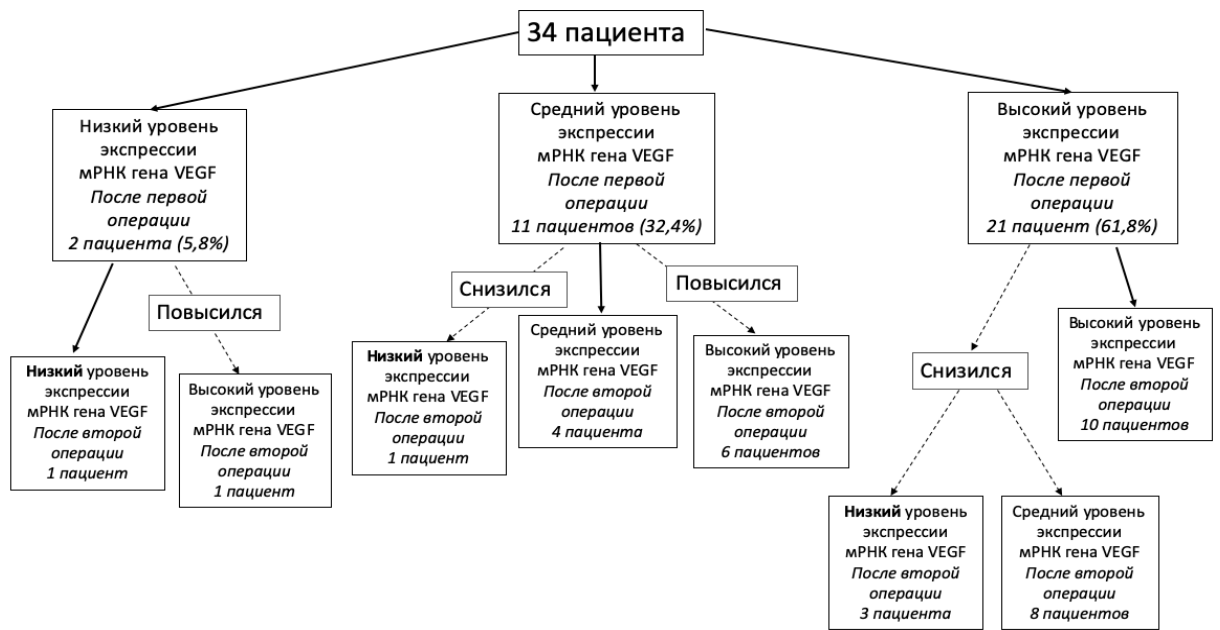 34 пациента
Низкий уровень
экспрессии
мРНК гена VEGF
После первой
операции
2 пациента (5,8%)
Средний уровень
экспрессии
мРНК гена VEGF
После первой
операции
11 пациентов (32,4%)
Высокий уровень
экспрессии
мРНК гена VEGF
После первой
операции
21 пациент (61,8%)
Повысился
Снизился
Повысился
Снизился
Низкий уровень
экспрессии
мРНК гена VEGF
После второй
операции
1 пациент
Высокий уровень
экспрессии
мРНК гена VEGF
После второй
операции
1 пациент
Низкий уровень
экспрессии
мРНК гена VEGF
После второй
операции
1 пациент
Средний уровень
экспрессии
мРНК гена VEGF
После второй
операции
4 пациента
Высокий уровень
экспрессии
мРНК гена VEGF
После второй
операции
6 пациентов
Высокий уровень
экспрессии
мРНК гена VEGF
После второй
операции
10 пациентов
Низкий уровень
экспрессии
мРНК гена VEGF
После второй
операции
3 пациента
Средний уровень
экспрессии
мРНК гена VEGF
После второй
операции
8 пациентов